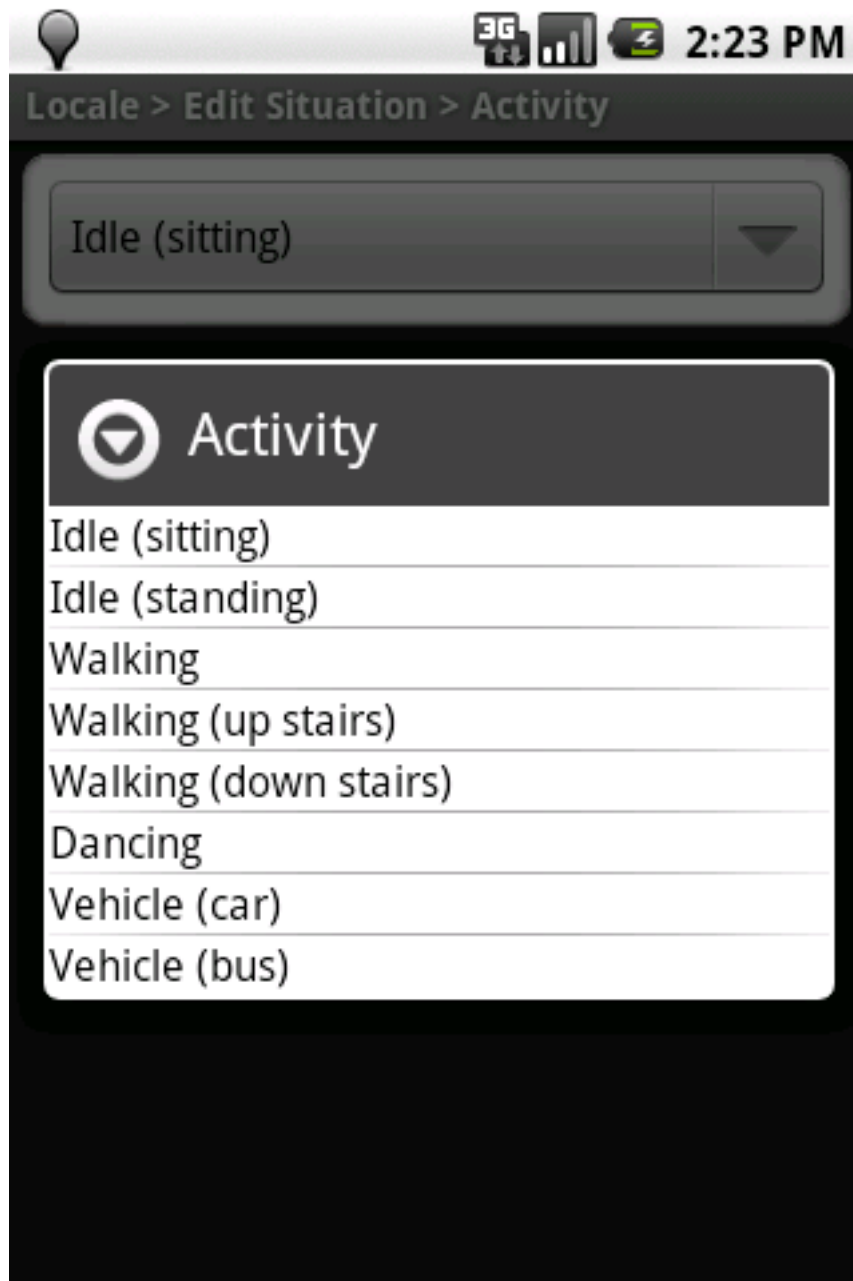 3G 2:23 PM
Locale > Edit Situation > Activity
Idle (sitting)
Activity
Idle (sitting)
Idle (standing)
Walking
Walking (up stairs)
Walking (down stairs)
Dancing
Vehicle (car)
Vehicle (bus)